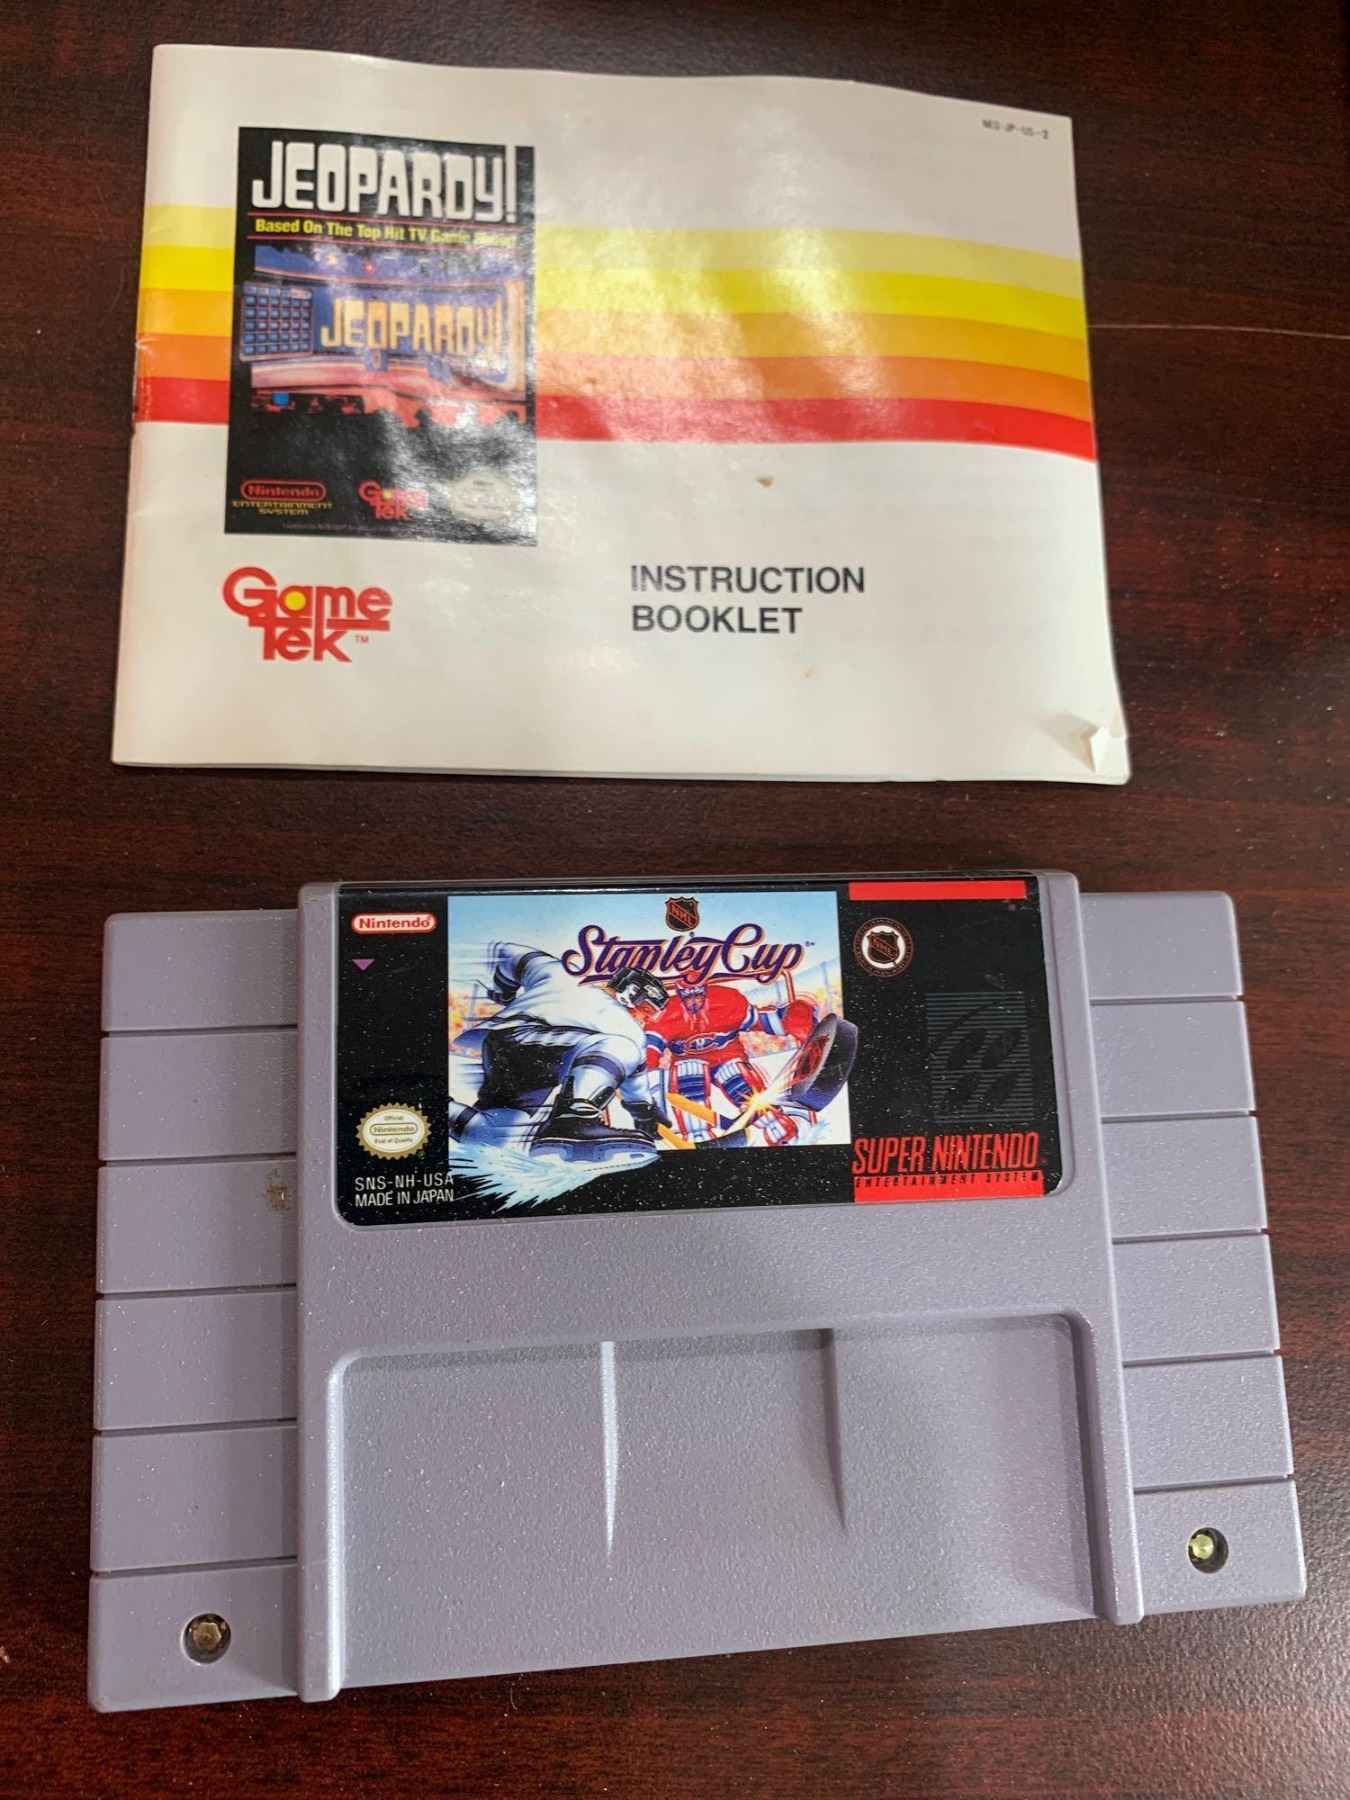 NES-JP-US-2
JEOPARDY!
Based On The Top Hit TV Game Show!
JEOPARDY!
Nintendo
ENTERTAINMENT
SYSTEM
Game
Tek
Game
Tek™
INSTRUCTION
BOOKLET
Nintendo
NHL
Stanley Cup
NHL
Official
Nintendo
Seal of Quality
SNS-NH-USA
MADE IN JAPAN
SUPER NINTENDO
ENTERTAINMENT SYSTEM